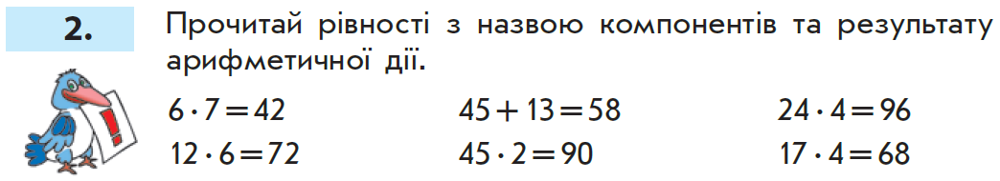 2. Прочитай рівності з назвою компонентів та результату
арифметичної дії.
6 · 7 = 42 45 + 13 = 58 24 · 4 = 96
12 · 6 = 72 45 · 2 = 90 17 · 4 = 68
!